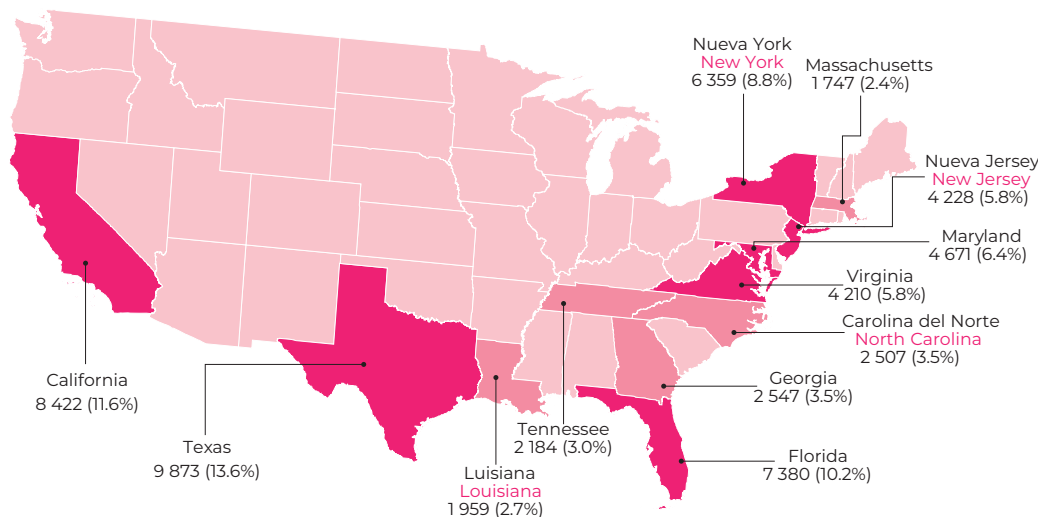 Nueva York
New York
6 359 (8.8%)
Massachusetts
1 747 (2.4%)
Nueva Jersey
New Jersey
4 228 (5.8%)
Maryland
4 671 (6.4%)
Virginia
4 210 (5.8%)
Carolina del Norte
North Carolina
2 507 (3.5%)
Georgia
2 547 (3.5%)
Florida
7 380 (10.2%)
Tennessee
2 184 (3.0%)
Luisiana
Louisiana
1 959 (2.7%)
Texas
9 873 (13.6%)
California
8 422 (11.6%)